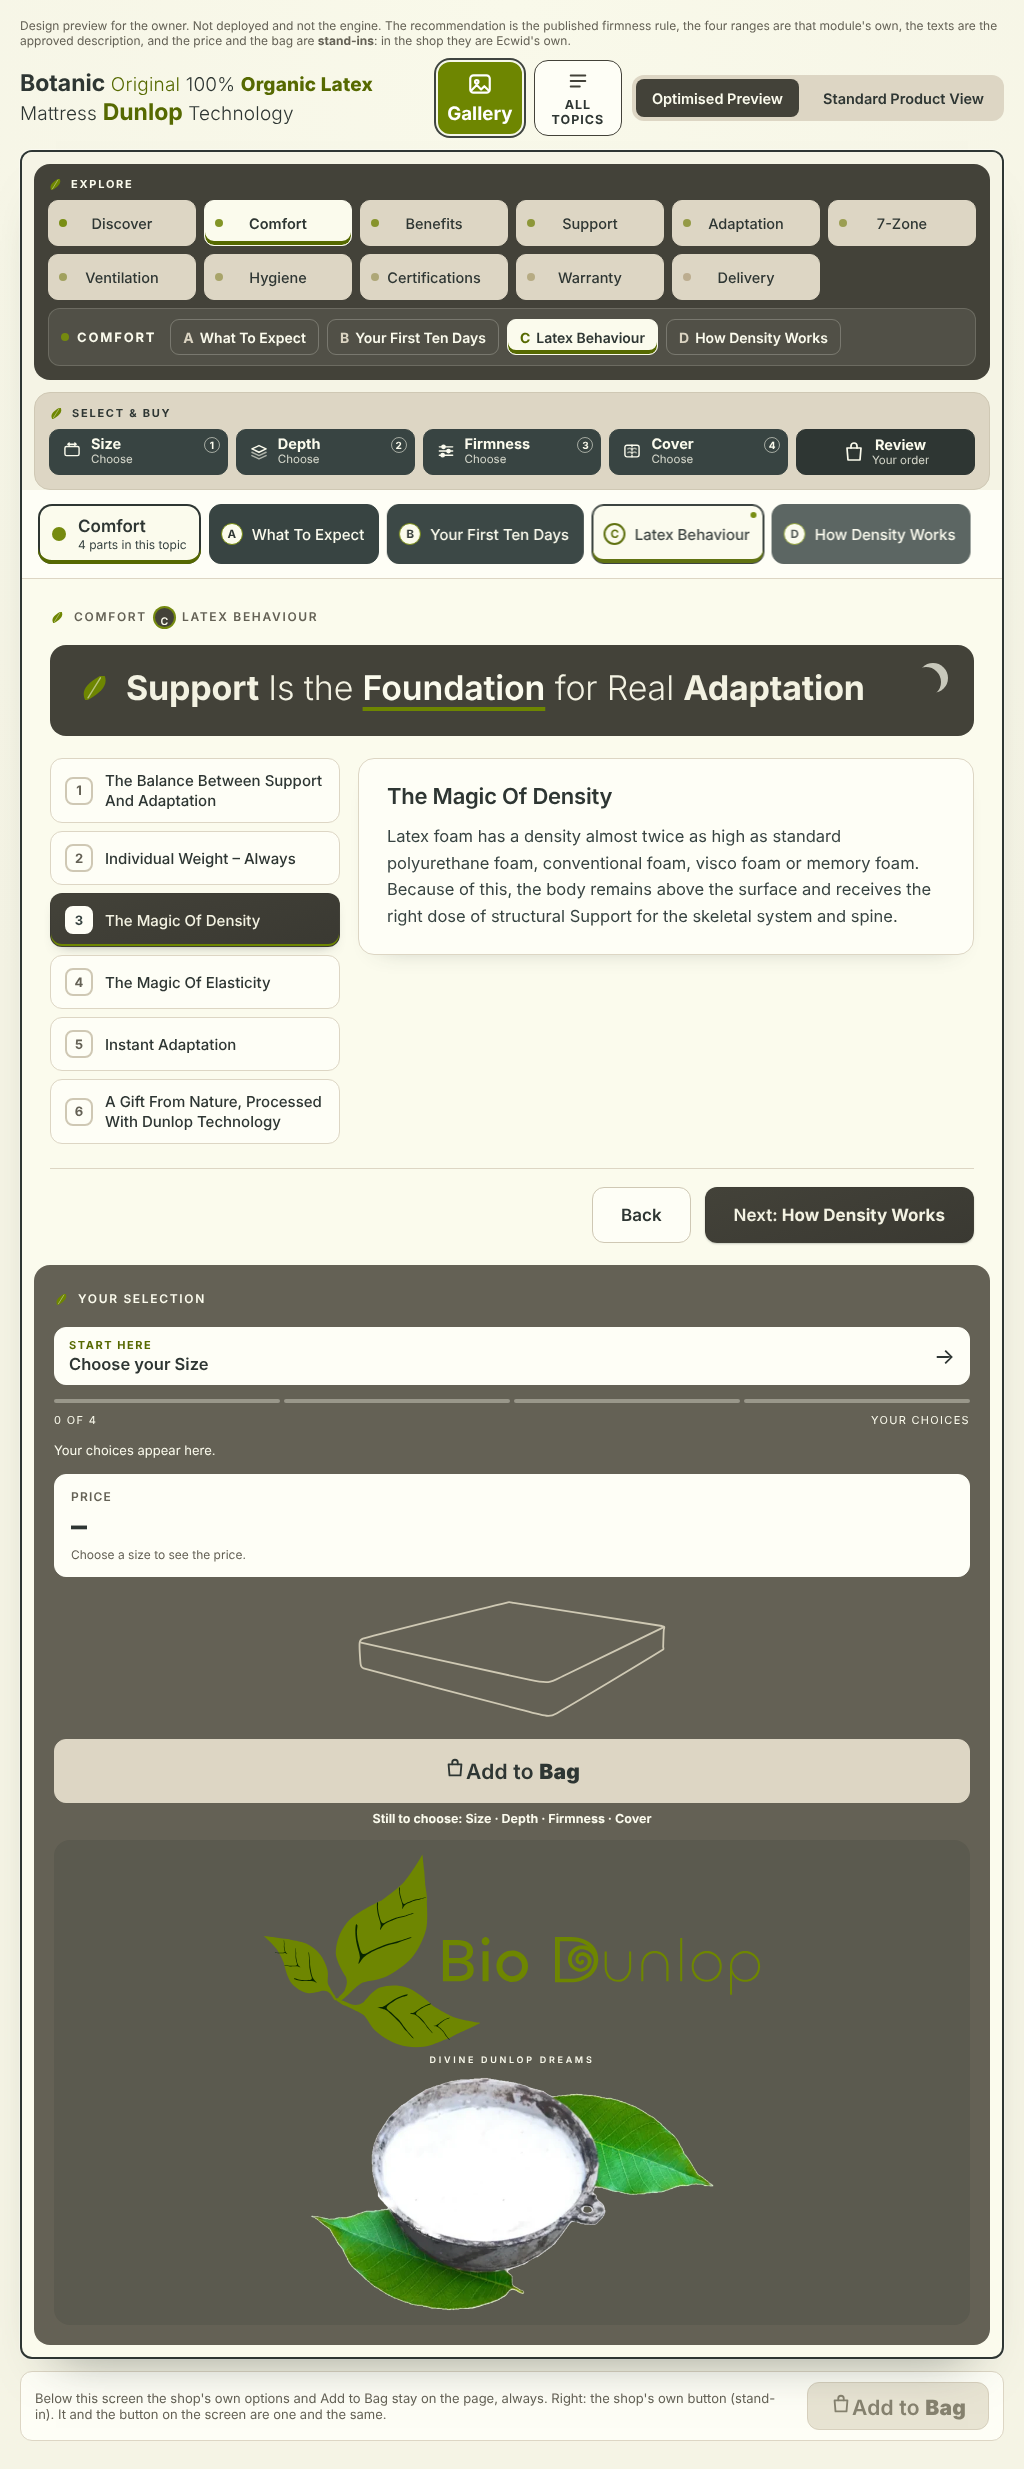 Design preview for the owner. Not deployed and not the engine. The recommendation is the published firmness rule, the four ranges are that module's own, the texts are the
approved description, and the price and the bag are stand-ins: in the shop they are Ecwid's own.
Botanic Original 100% Organic Latex
Mattress Dunlop Technology
Gallery
ALL
TOPICS
Optimised Preview
Standard Product View
EXPLORE
Discover
Comfort
Benefits
Support
Adaptation
7-Zone
Ventilation
Hygiene
Certifications
Warranty
Delivery
COMFORT
A What To Expect
B Your First Ten Days
C Latex Behaviour
D How Density Works
SELECT & BUY
Size
Choose
1
Depth
Choose
2
Firmness
Choose
3
Cover
Choose
4
Review
Your order
Comfort
4 parts in this topic
A What To Expect
B Your First Ten Days
C Latex Behaviour
D How Density Works
COMFORT C LATEX BEHAVIOUR
Support Is the Foundation for Real Adaptation
1 The Balance Between Support
And Adaptation
2 Individual Weight – Always
3 The Magic Of Density
4 The Magic Of Elasticity
5 Instant Adaptation
6 A Gift From Nature, Processed
With Dunlop Technology
The Magic Of Density
Latex foam has a density almost twice as high as standard
polyurethane foam, conventional foam, visco foam or memory foam.
Because of this, the body remains above the surface and receives the
right dose of structural Support for the skeletal system and spine.
Back
Next: How Density Works
YOUR SELECTION
START HERE
Choose your Size
0 OF 4
YOUR CHOICES
Your choices appear here.
PRICE
–
Choose a size to see the price.
Add to Bag
Still to choose: Size · Depth · Firmness · Cover
Bio Dunlop
DIVINE DUNLOP DREAMS
Below this screen the shop's own options and Add to Bag stay on the page, always. Right: the shop's own button (stand-
in). It and the button on the screen are one and the same.
Add to Bag